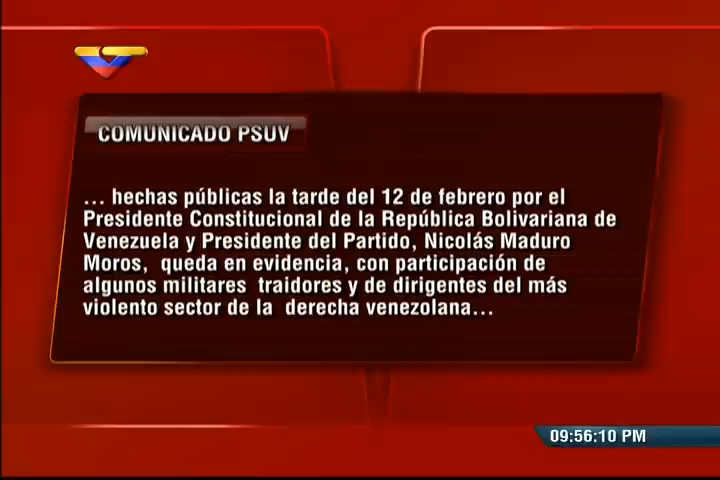 COMUNICADO PSUV
... hechas públicas la tarde del 12 de febrero por el
Presidente Constitucional de la República Bolivariana de
Venezuela y Presidente del Partido, Nicolás Maduro
Moros, queda en evidencia, con participación de
algunos militares traidores y de dirigentes del más
violento sector de la derecha venezolana...
09:56:10 PM